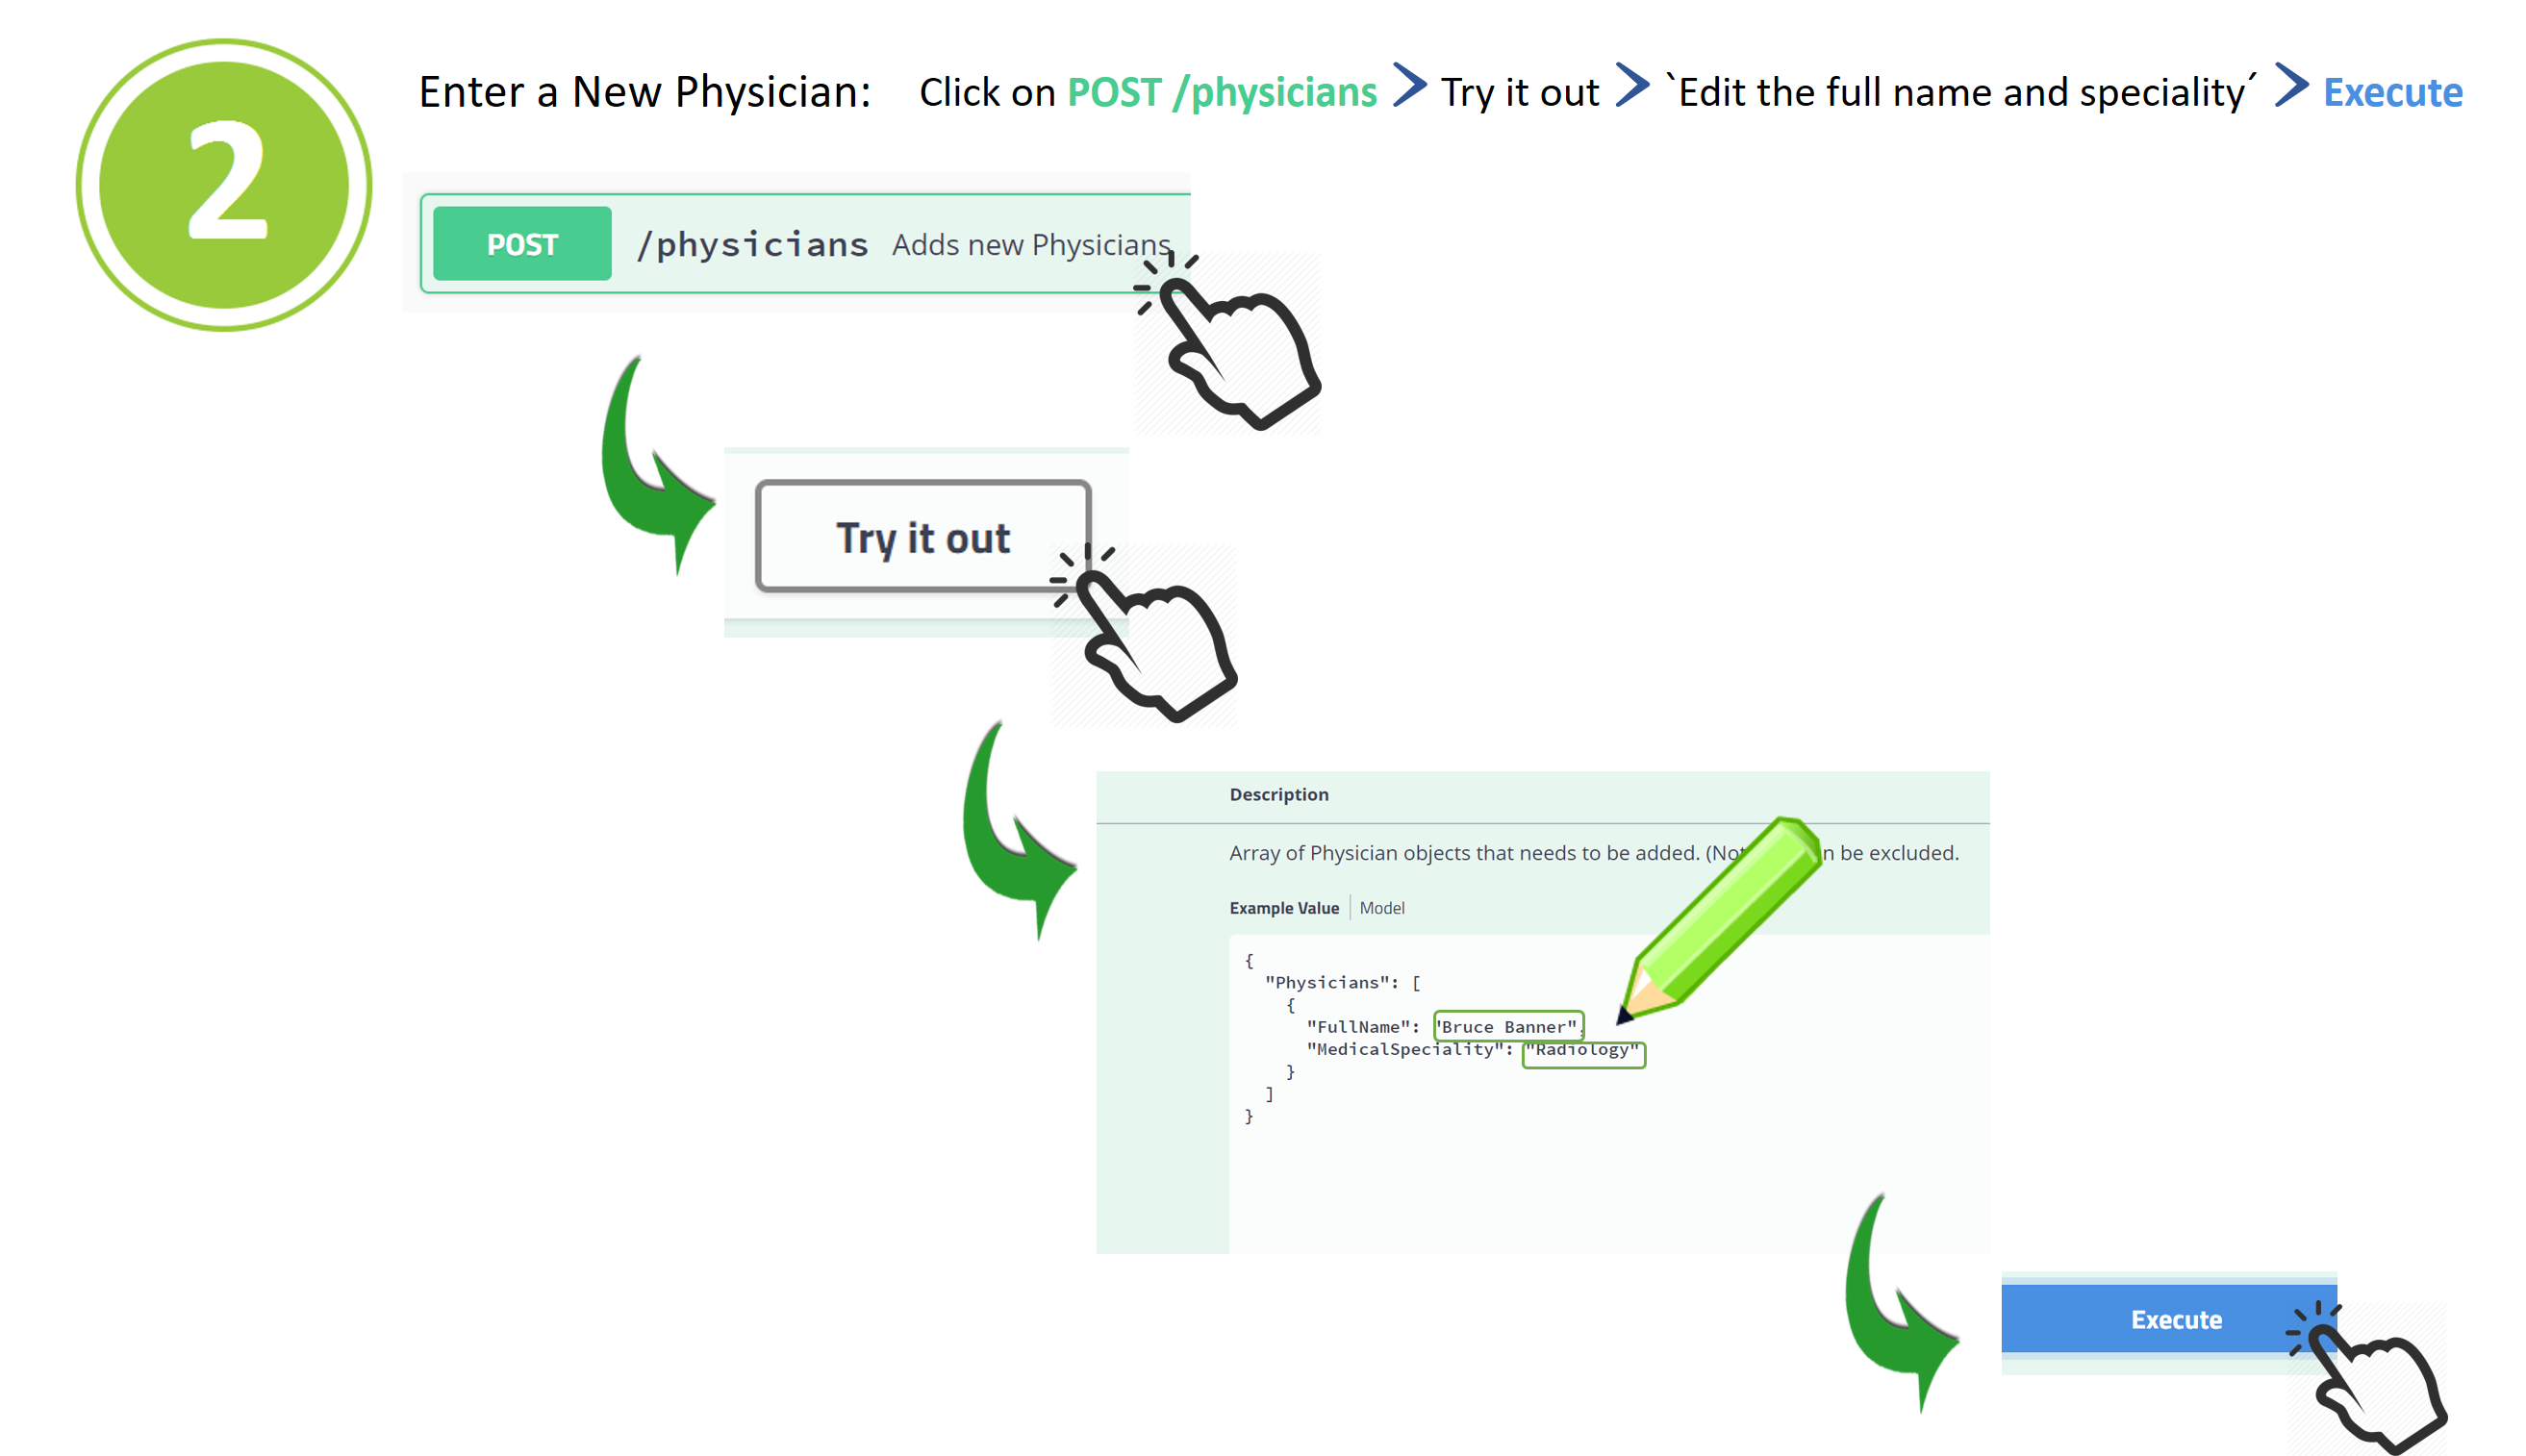 2
Enter a New Physician: Click on POST /physicians > Try it out > `Edit the full name and speciality´ > Execute
POST /physicians Adds new Physicians
Try it out
Description
Array of Physician objects that needs to be added. (Not n be excluded.
Example Value | Model
{
"Physicians": [
{
"FullName": "Bruce Banner",
"MedicalSpeciality": "Radiology"
}
]
}
Execute